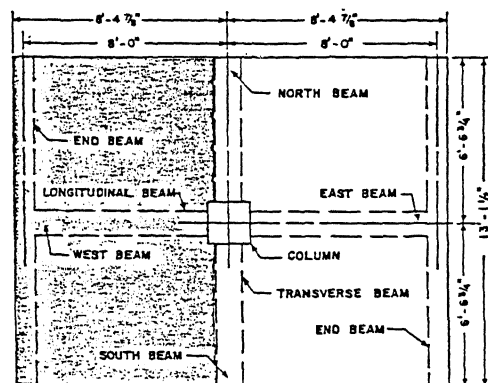 8'-4 7/8" 8'-4 7/8"
8'-0" 8'-0"
NORTH BEAM
END BEAM
6'-6 3/4"
LONGITUDINAL BEAM
EAST BEAM
13'-1 1/2"
WEST BEAM
COLUMN
TRANSVERSE BEAM
6'-6 3/4"
END BEAM
SOUTH BEAM